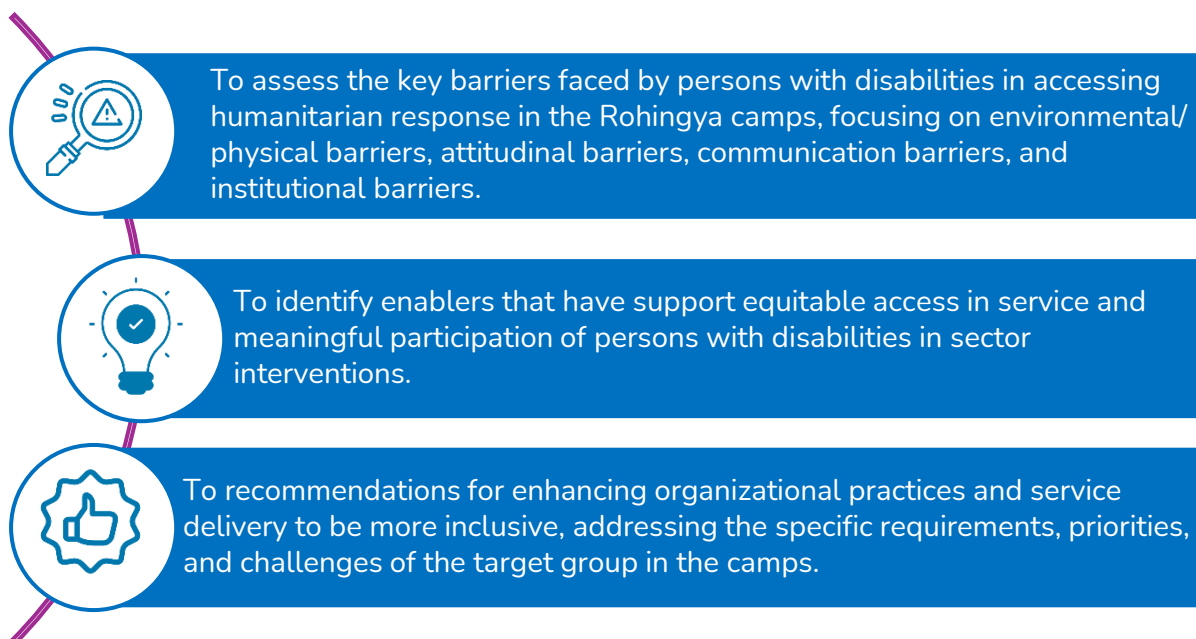 To assess the key barriers faced by persons with disabilities in accessing
humanitarian response in the Rohingya camps, focusing on environmental/
physical barriers, attitudinal barriers, communication barriers, and
institutional barriers.
To identify enablers that have support equitable access in service and
meaningful participation of persons with disabilities in sector
interventions.
To recommendations for enhancing organizational practices and service
delivery to be more inclusive, addressing the specific requirements, priorities,
and challenges of the target group in the camps.